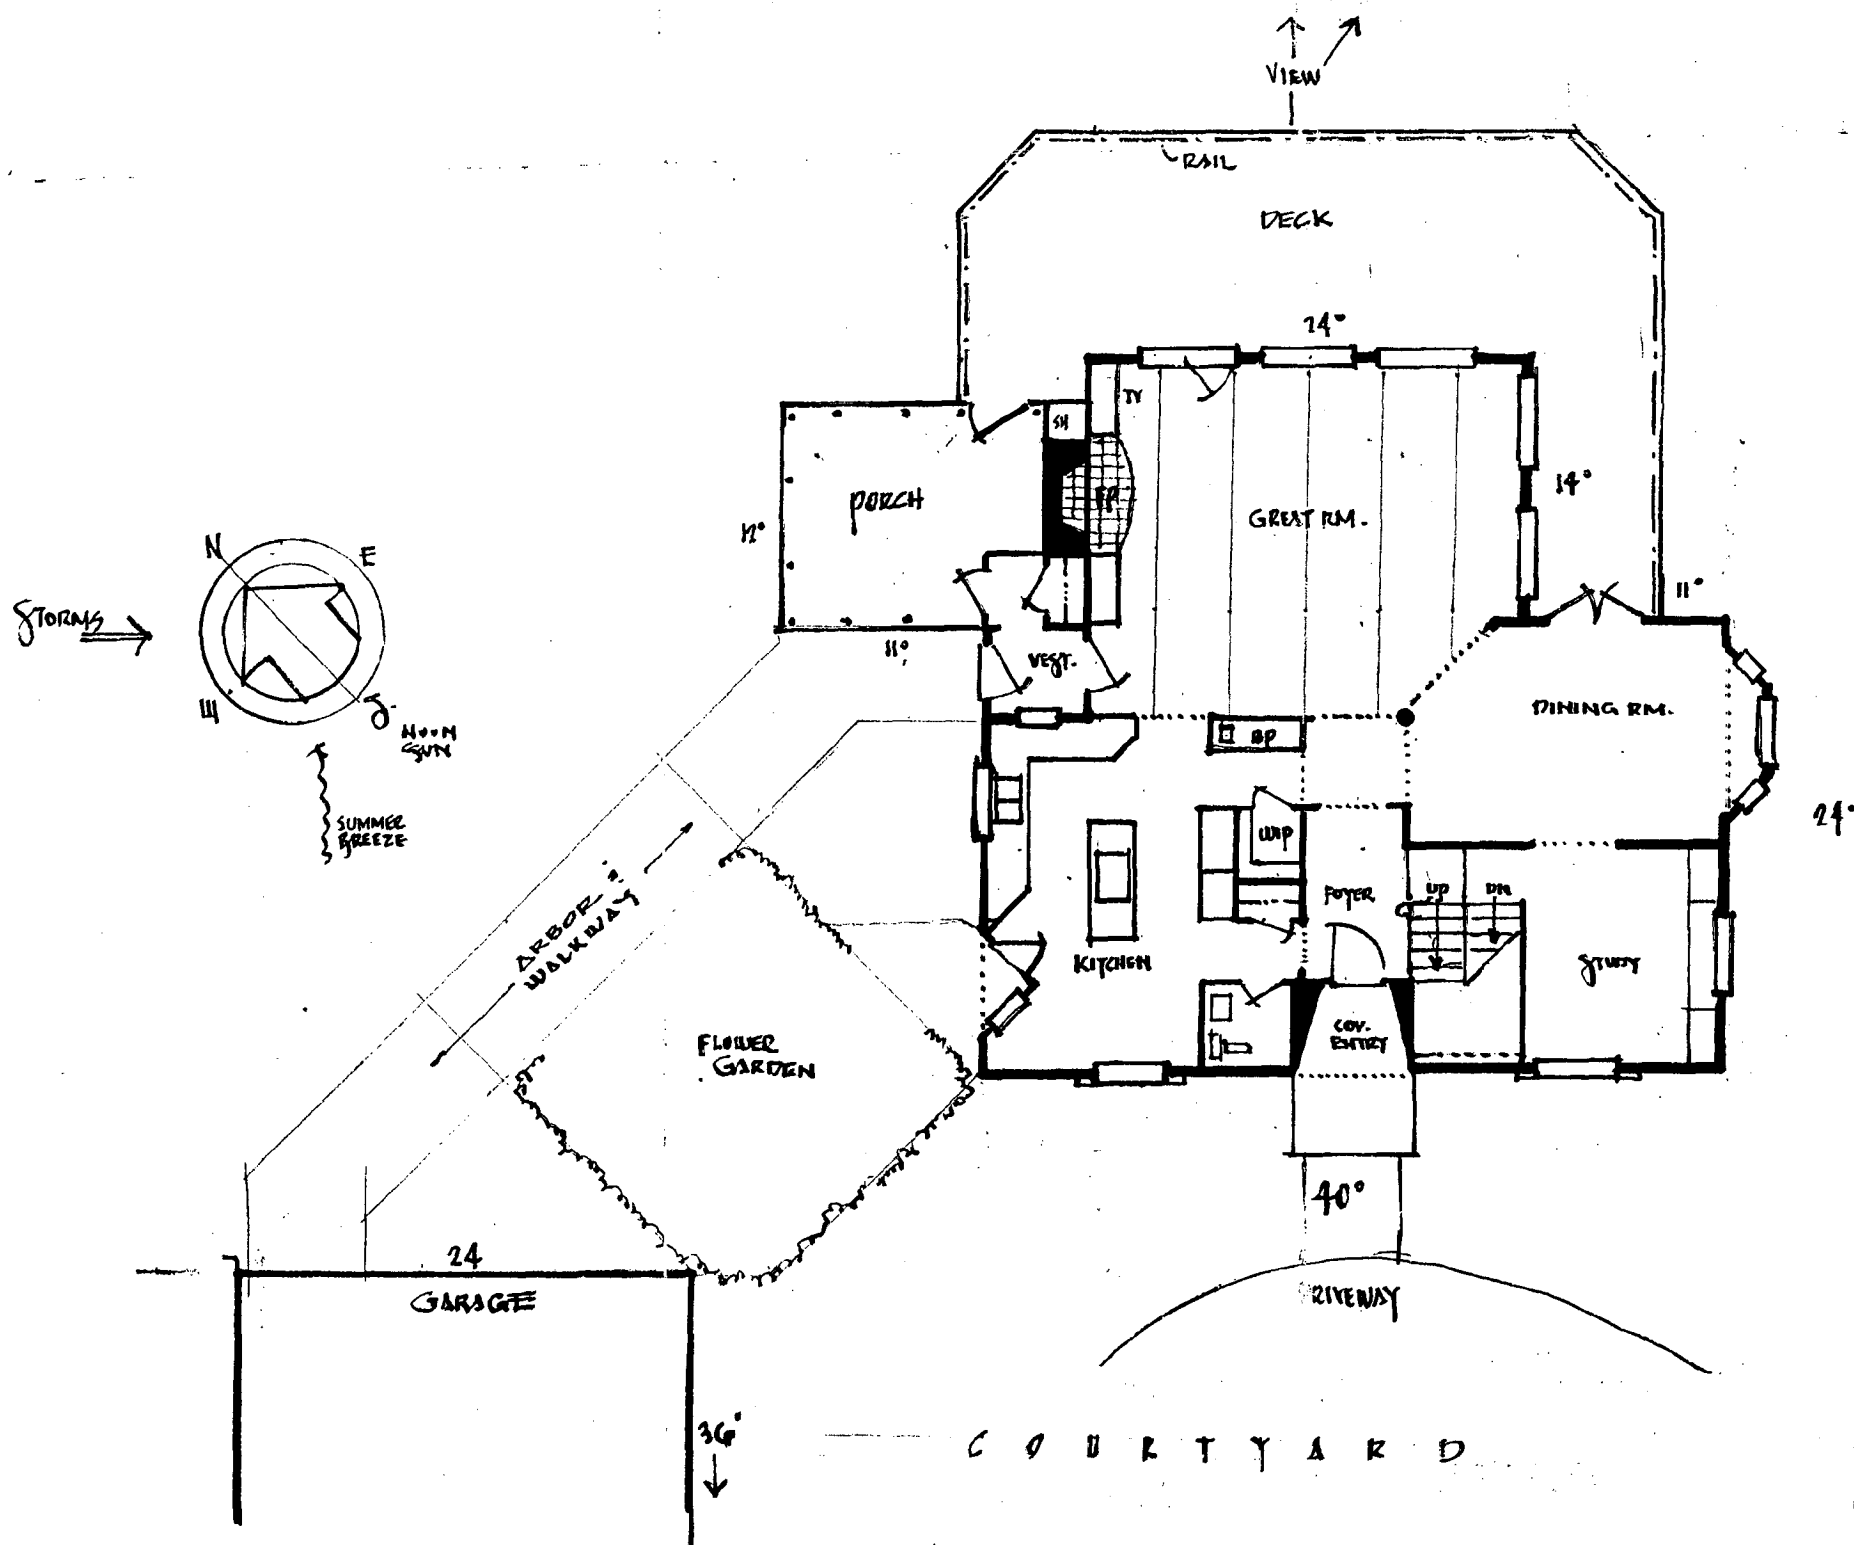 VIEW
RAIL
DECK
24°
TV
SH
14°
PORCH
FP
GREAT RM.
12°
N
E
STORMS
11°
11°
VEST.
W
S
DINING RM.
NOON
SUN
BP
SUMMER
BREEZE
24°
WIP
FOYER
UP
DN
ARBOR &
WALKWAY
KITCHEN
STUDY
FLOWER
GARDEN
COV.
ENTRY
40°
24
GARAGE
RIVEWAY
36°
COURTYARD